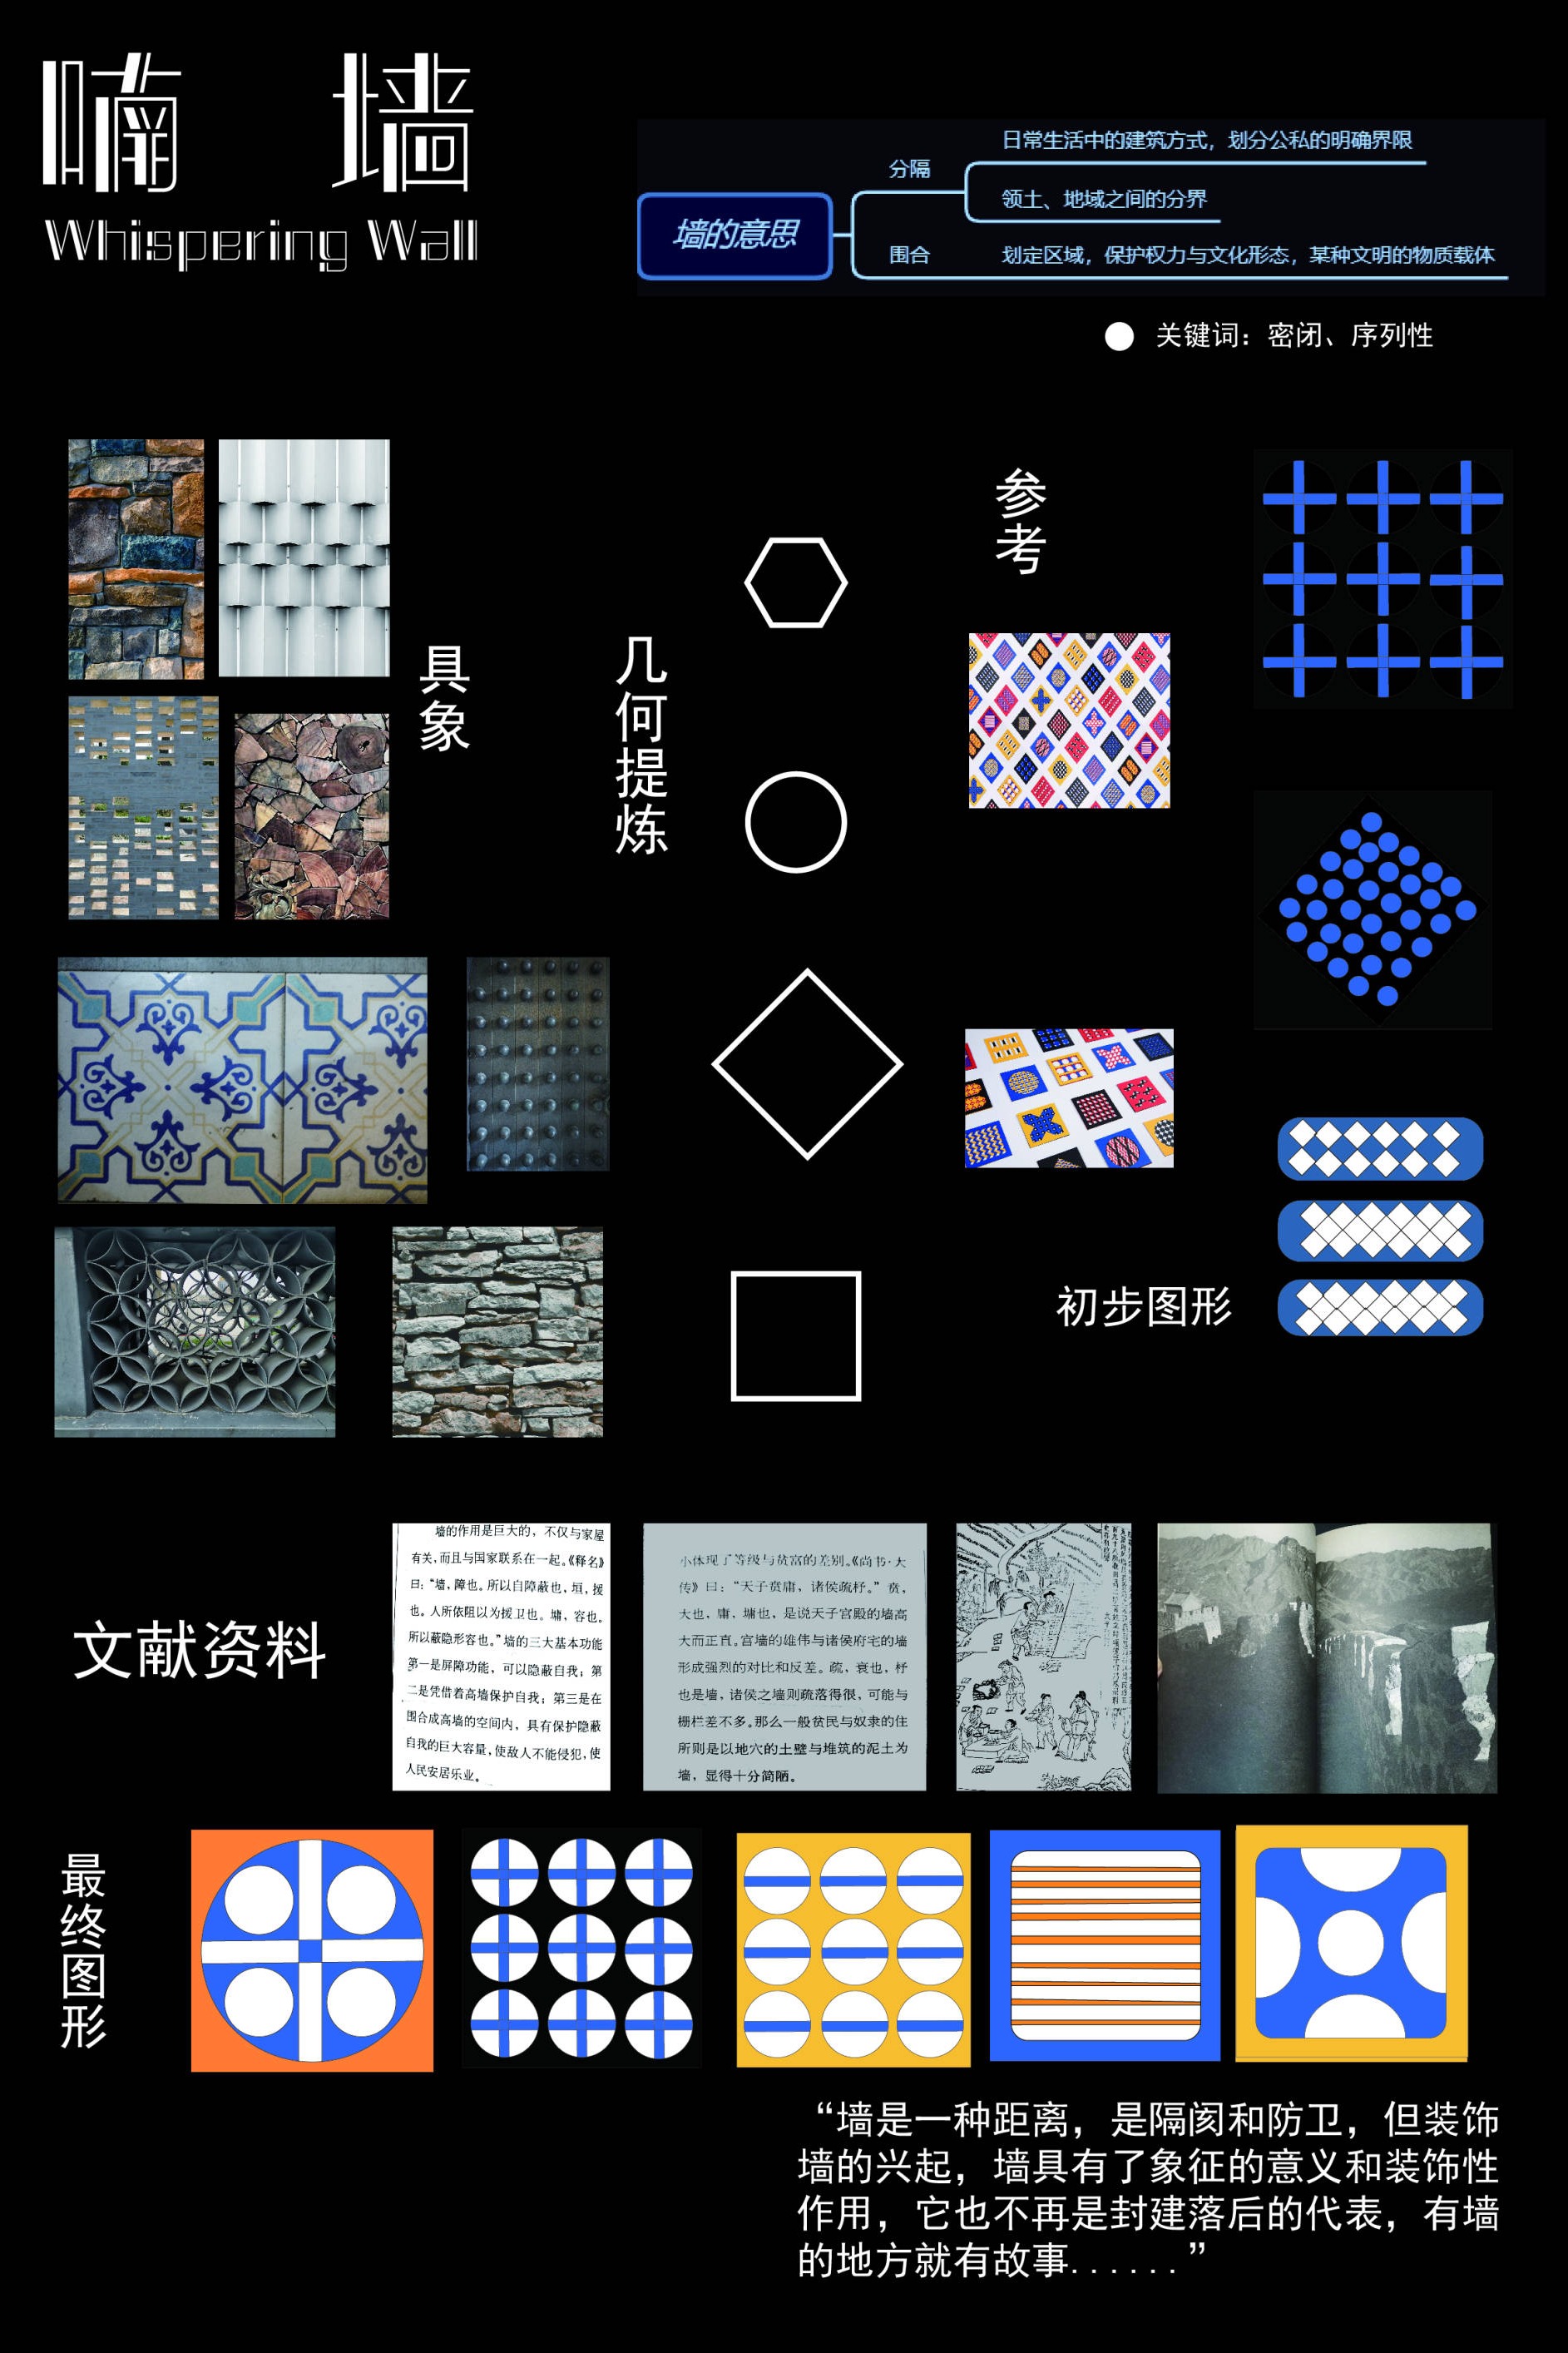 喃墙
Whispering Wall
墙的意思
分隔
日常生活中的建筑方式，划分公私的明确界限
领土、地域之间的分界
围合
划定区域，保护权力与文化形态，某种文明的物质载体
关键词：密闭、序列性
具象
几何提炼
参考
初步图形
文献资料
墙的作用是巨大的，不仅与家屋
有关，而且与国家联系在一起。《释名》
曰：“墙，障也。所以自障蔽也，垣，援
也。人所依阻以为援卫也。墉，容也。
所以蔽隐形容也。”墙的三大基本功能
第一是屏障功能，可以隐蔽自我；第
二是凭借着高墙保护自我；第三是在
围合成高墙的空间内，具有保护隐蔽
自我的巨大容量，使敌人不能侵犯，使
人民安居乐业。
小体现了等级与贫富的差别。《尚书·大
传》曰：“天子贲庸，诸侯疏杼。”贲，
大也，庸，墉也，是说天子宫殿的墙高
大而正直。宫墙的雄伟与诸侯府宅的墙
形成强烈的对比和反差。疏，衰也，杼
也是墙，诸侯之墙则疏落得很，可能与
栅栏差不多。那么一般贫民与奴隶的住
所则是以地穴的土壁与堆筑的泥土为
墙，显得十分简陋。
最终图形
“墙是一种距离，是隔阂和防卫，但装饰
墙的兴起，墙具有了象征的意义和装饰性
作用，它也不再是封建落后的代表，有墙
的地方就有故事......”